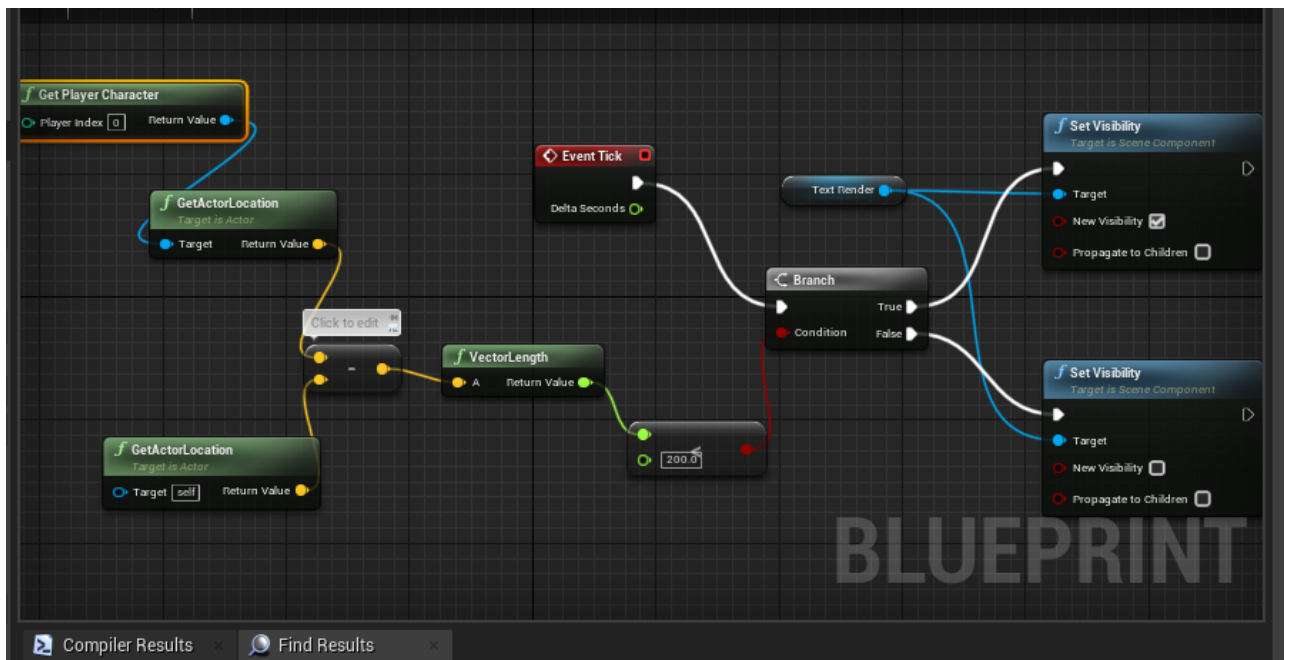 Get Player Character
Player Index 0 Return Value
GetActorLocation
Target is Actor
Target Return Value
Click to edit
-
GetActorLocation
Target is Actor
Target self Return Value
VectorLength
A Return Value
<
200.0
Event Tick
Delta Seconds
Text Render
Branch
True
Condition False
Set Visibility
Target is Scene Component
Target
New Visibility
Propagate to Children
Set Visibility
Target is Scene Component
Target
New Visibility
Propagate to Children
BLUEPRINT
Compiler Results × Find Results ×